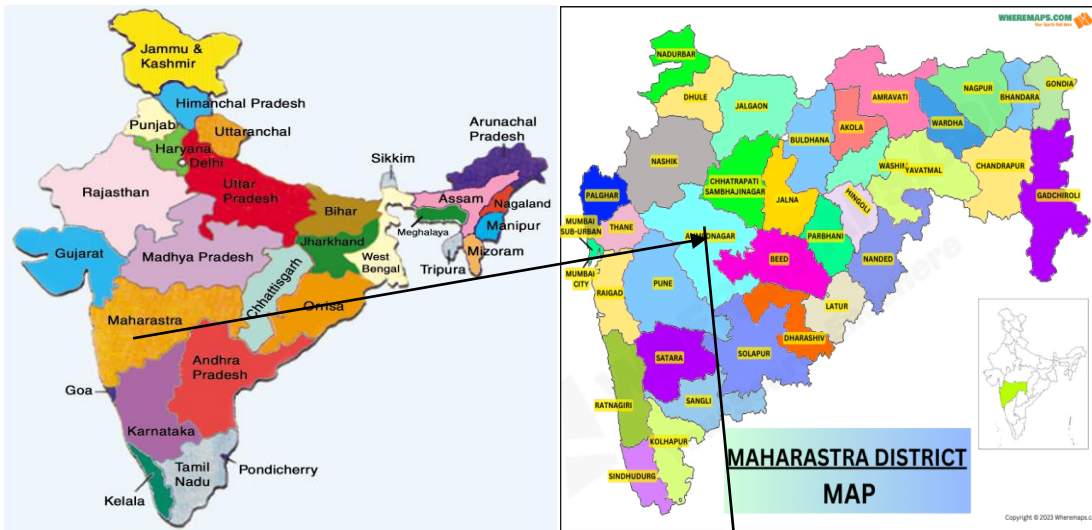 Jammu &
Kashmir
Himanchal Pradesh
Punjab
Uttaranchal
Haryana
Delhi
Arunachal
Pradesh
Sikkim
Rajasthan
Uttar
Pradesh
Assam
Nagaland
Bihar
Meghalaya
Manipur
Jharkhand
Gujarat
Madhya Pradesh
West
Bengal
Tripura
Mizoram
Chhattisgarh
Maharastra
Orrisa
Andhra
Pradesh
Goa
Karnataka
Tamil
Nadu
Pondicherry
Kelala
WHEREMAPS.COM
NADURBAR
DHULE
JALGAON
AMRAVATI
NAGPUR
BHANDARA
GONDIA
BULDHANA
AKOLA
WARDHA
NASHIK
CHHATRAPATI
SAMBHAJINAGAR
WASHIM
YAVATMAL
CHANDRAPUR
PALGHAR
JALNA
HINGOLI
GADCHIROLI
MUMBAI
SUB-URBAN
THANE
PARBHANI
BEED
NANDED
MUMBAI
CITY
RAIGAD
PUNE
LATUR
DHARASHIV
SATARA
SOLAPUR
RATNAGIRI
SANGLI
KOLHAPUR
SINDHUDURG
MAHARASTRA DISTRICT
MAP
Copyright © 2023 Wheremaps.c